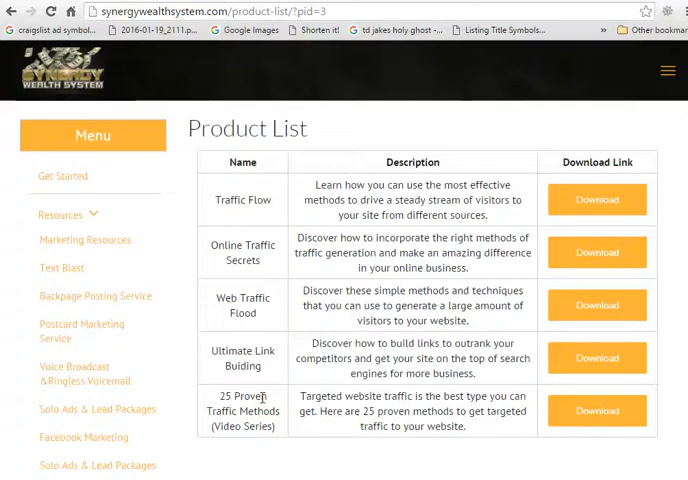 synergywealthsystem.com/product-list/?pid=3
craigslist ad symbol...
2016-01-19_2111.p...
Google Images
Shorten it!
td jakes holy ghost -...
Listing Title Symbols...
»
Other bookmar
SYNERGY
WEALTH SYSTEM
Menu
Get Started
Resources
Marketing Resources
Text Blast
Backpage Posting Service
Postcard Marketing
Service
Voice Broadcast
&Ringless Voicemail
Solo Ads & Lead Packages
Facebook Marketing
Solo Ads & Lead Packages
Product List
Name Description Download Link
Traffic Flow
Learn how you can use the most effective
methods to drive a steady stream of visitors to
your site from different sources.
Download
Online Traffic
Secrets
Discover how to incorporate the right methods of
traffic generation and make an amazing difference
in your online business.
Download
Web Traffic
Flood
Discover these simple methods and techniques
that you can use to generate a large amount of
visitors to your website.
Download
Ultimate Link
Buiding
Discover how to build links to outrank your
competitors and get your site on the top of search
engines for more business.
Download
25 Proven
Traffic Methods
(Video Series)
Targeted website traffic is the best type you can
get. Here are 25 proven methods to get targeted
traffic to your website.
Download